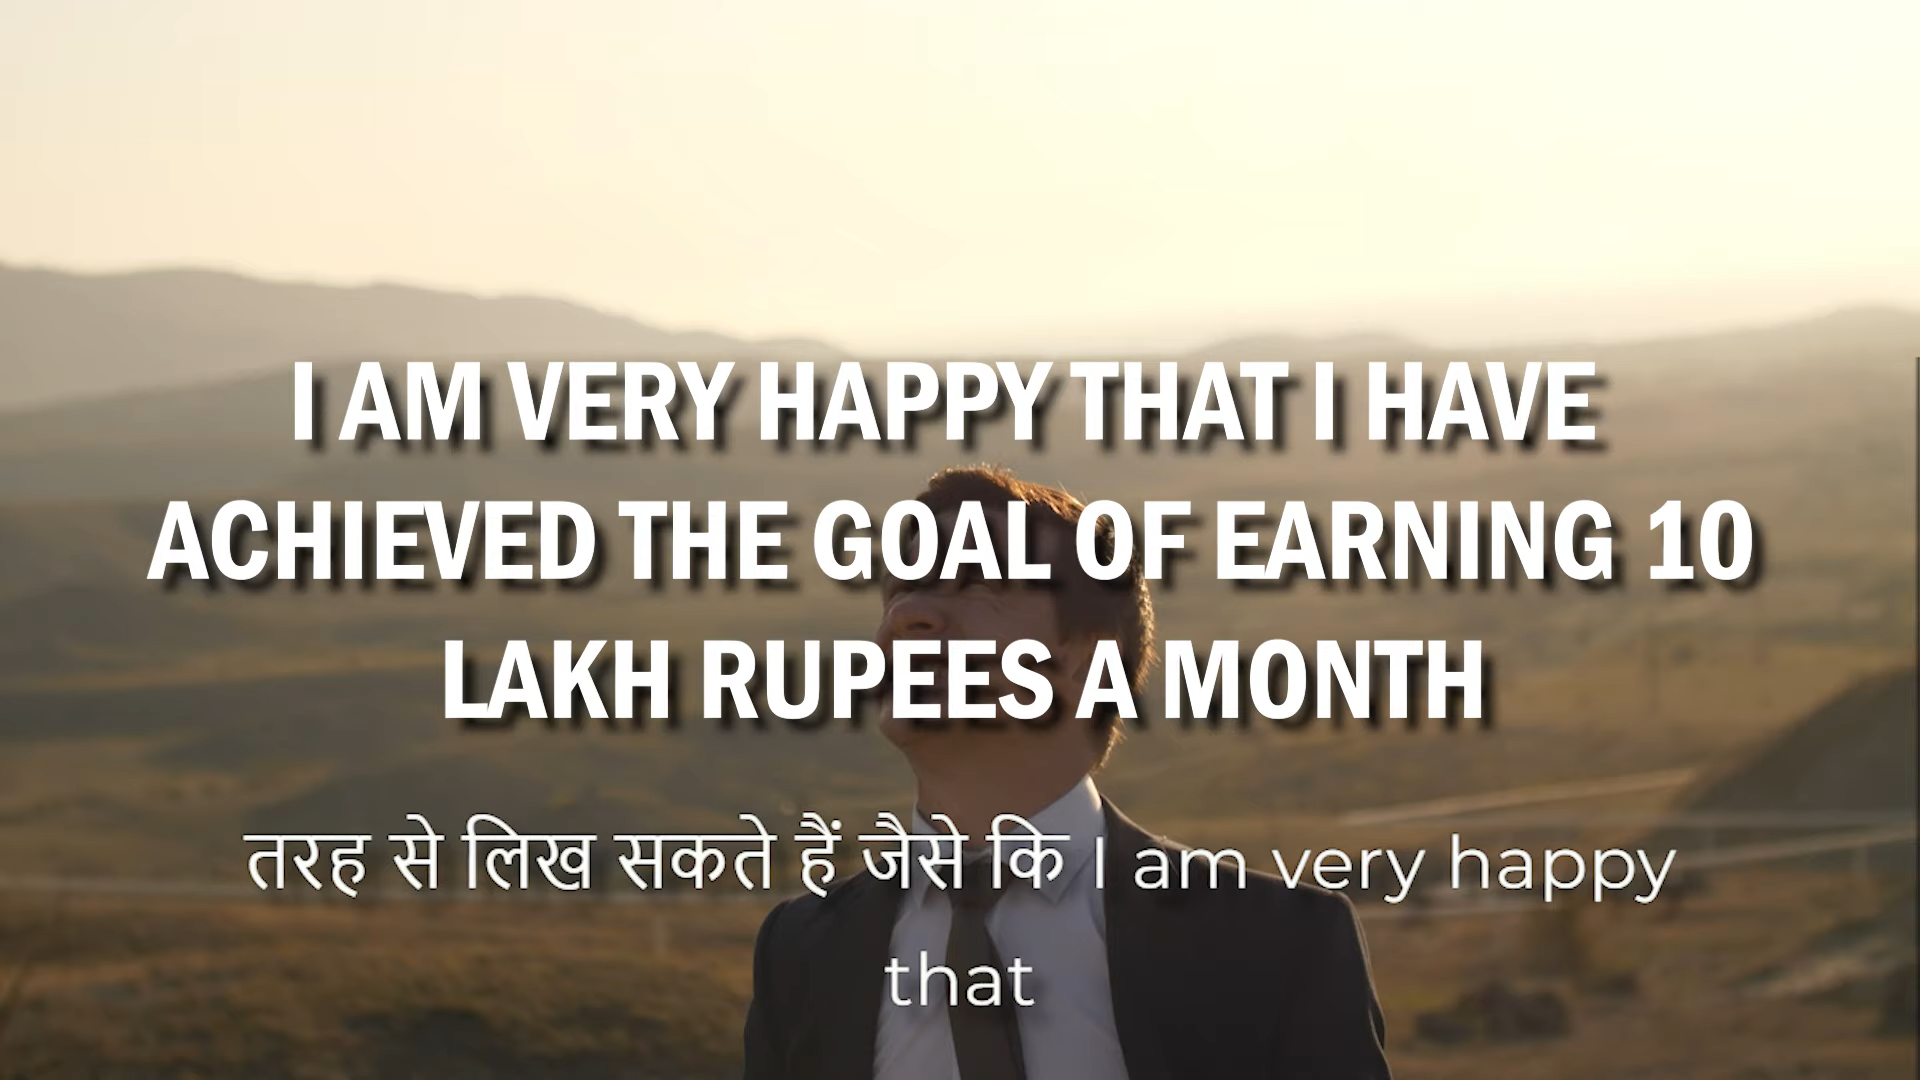 I AM VERY HAPPY THAT I HAVE
ACHIEVED THE GOAL OF EARNING 10
LAKH RUPEES A MONTH
तरह से लिख सकते हैं जैसे कि I am very happy
that